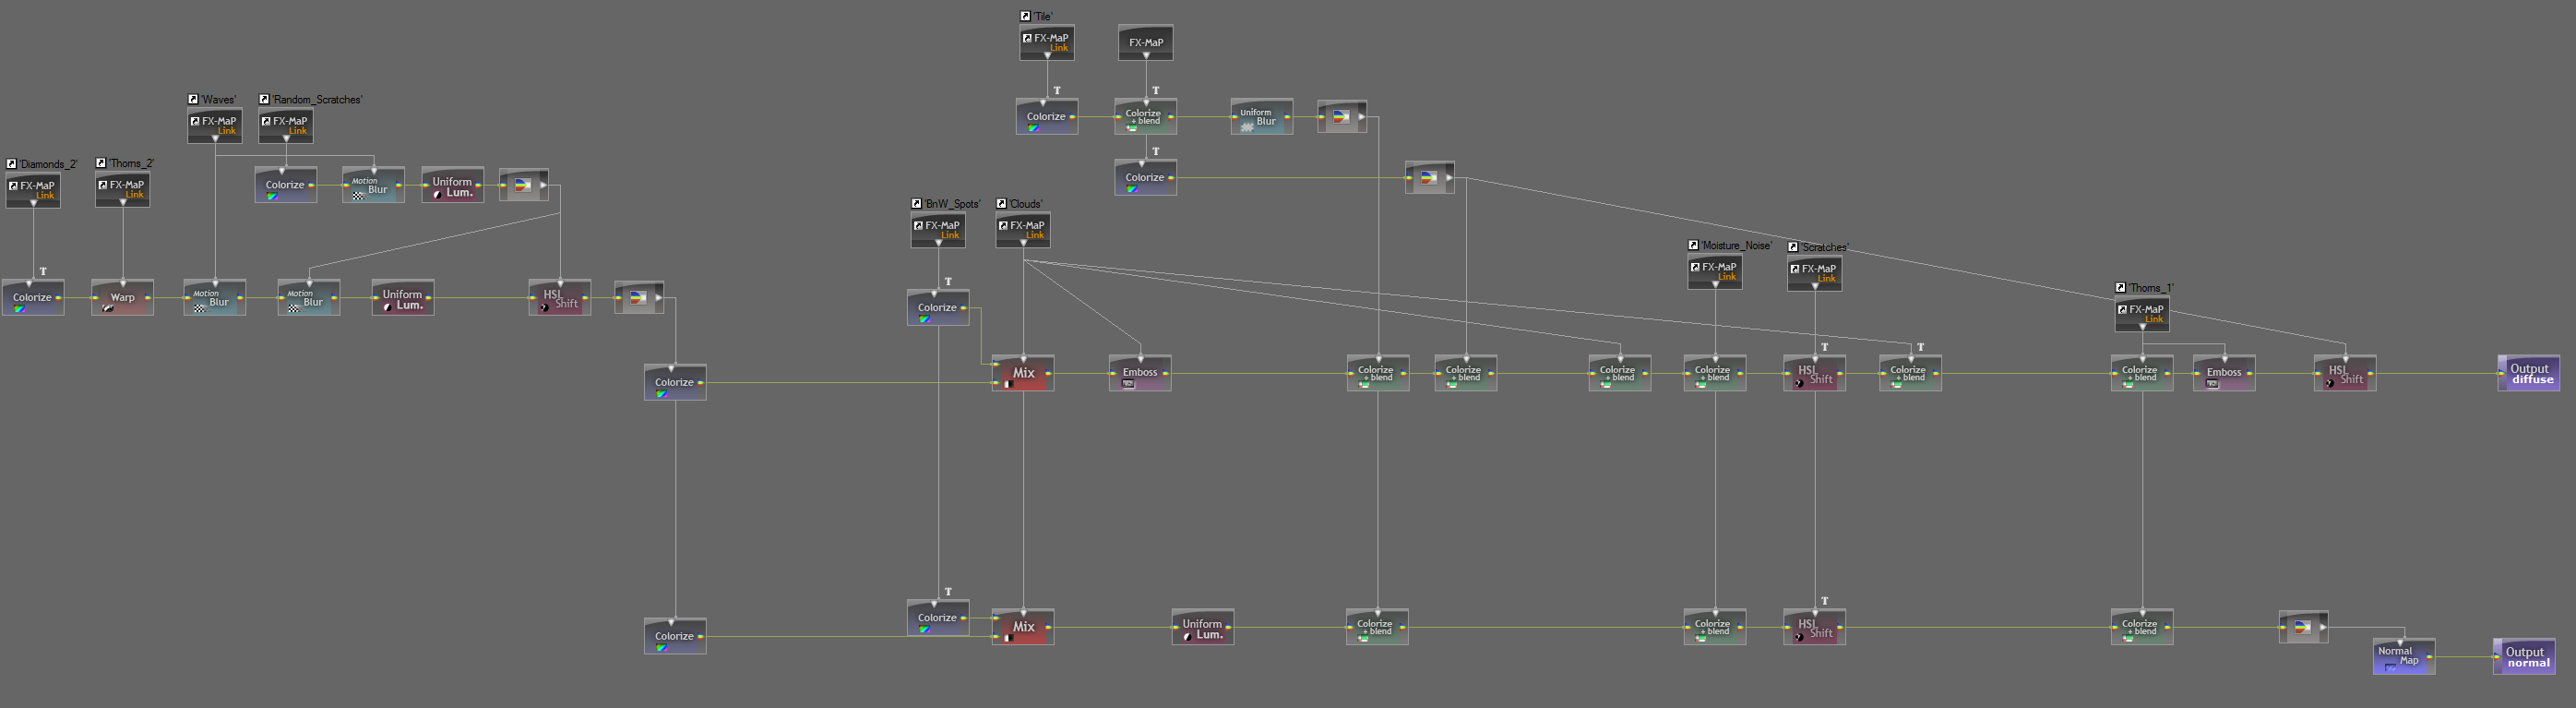 'Tile'
FX-MaP
Link
FX-MaP
'Waves'
'Random_Scratches'
FX-MaP
Link
FX-MaP
Link
T
T
Colorize
Colorize
+ blend
Uniform
Blur
'Diamonds_2'
'Thorns_2'
FX-MaP
Link
FX-MaP
Link
Colorize
Motion
Blur
Uniform
Lum.
T
Colorize
'BnW_Spots'
'Clouds'
FX-MaP
Link
FX-MaP
Link
'Moisture_Noise'
'Scratches'
FX-MaP
Link
FX-MaP
Link
T
Colorize
Warp
Motion
Blur
Motion
Blur
Uniform
Lum.
HSL
Shift
T
Colorize
'Thorns_1'
FX-MaP
Link
Colorize
Mix
Emboss
Colorize
+ blend
Colorize
+ blend
Colorize
+ blend
Colorize
+ blend
T
HSL
Shift
T
Colorize
+ blend
Colorize
+ blend
Emboss
HSL
Shift
Output
diffuse
Colorize
T
Colorize
Mix
Uniform
Lum.
Colorize
+ blend
Colorize
+ blend
T
HSL
Shift
Colorize
+ blend
Normal
Map
Output
normal